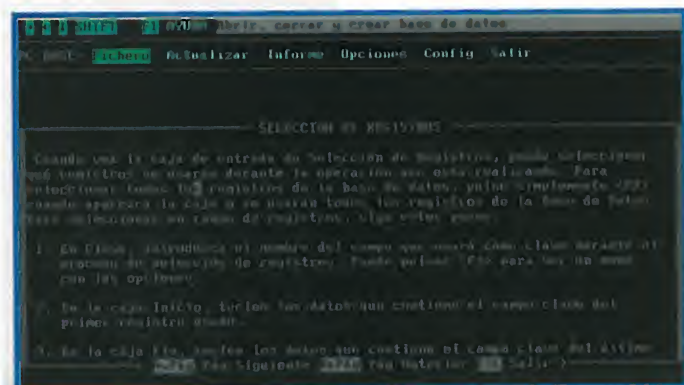 SHIFT F1 AYUDA Abrir, cerrar y crear base de datos
PC BASE: Fichero Actualizar Informe Opciones Config Salir
SELECCION DE REGISTROS
Cuando vea la caja de entrada de Selección de Registros, puede seleccionar
qué registros se usarán durante la operación que está realizando. Para
seleccionar todos los registros de la base de datos, pulse simplemente
cuando aparezca la caja y se usarán todos los registros de la Base de Datos.
Para seleccionar un rango de registros, siga estos pasos:
1. En Clave, introduzca el nombre del campo que usará como clave durante el
proceso de selección de registros. Puede pulsar para ver un menú
con las opciones.
2. En la caja Inicio, teclee los datos que contiene el campo clave del
primer registro
3. En la caja Fin, teclee los datos que contiene el campo clave del último
Pág Siguiente Pág Anterior Salir